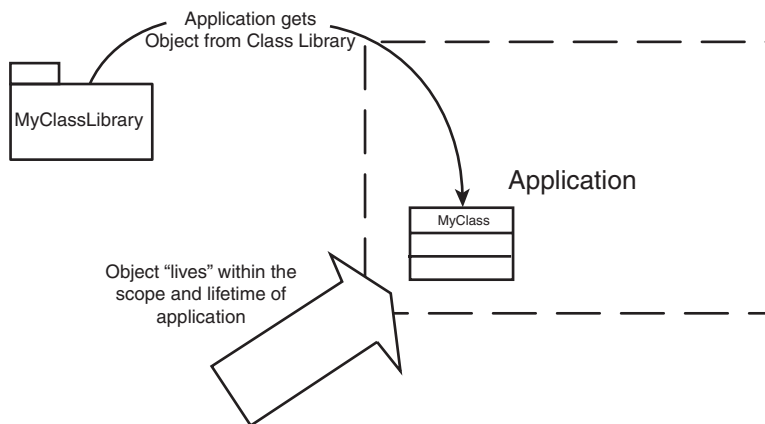 Application gets
Object from Class Library
MyClassLibrary
Application
MyClass
Object “lives” within the
scope and lifetime of
application